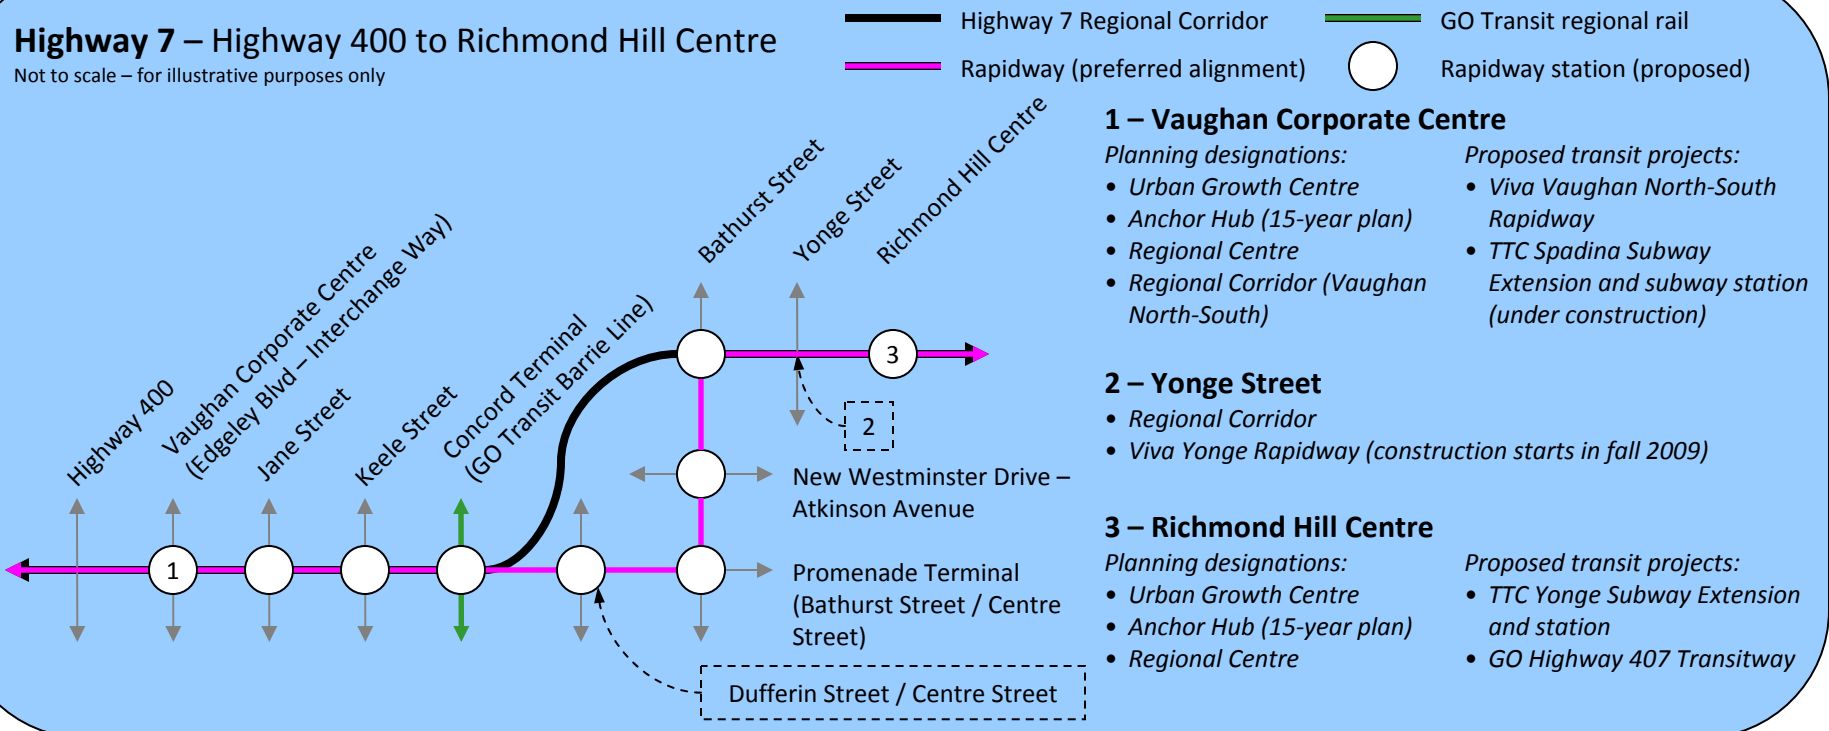 Highway 7 – Highway 400 to Richmond Hill Centre
Not to scale – for illustrative purposes only
Highway 7 Regional Corridor
GO Transit regional rail
Rapidway (preferred alignment)
Rapidway station (proposed)
Highway 400
Vaughan Corporate Centre
(Edgeley Blvd – Interchange Way)
Jane Street
Keele Street
Concord Terminal
(GO Transit Barrie Line)
Bathurst Street
Yonge Street
Richmond Hill Centre
1
3
2
New Westminster Drive –
Atkinson Avenue
Promenade Terminal
(Bathurst Street / Centre
Street)
Dufferin Street / Centre Street
1 – Vaughan Corporate Centre
Planning designations:
• Urban Growth Centre
• Anchor Hub (15-year plan)
• Regional Centre
• Regional Corridor (Vaughan
North-South)
Proposed transit projects:
• Viva Vaughan North-South
Rapidway
• TTC Spadina Subway
Extension and subway station
(under construction)
2 – Yonge Street
• Regional Corridor
• Viva Yonge Rapidway (construction starts in fall 2009)
3 – Richmond Hill Centre
Planning designations:
• Urban Growth Centre
• Anchor Hub (15-year plan)
• Regional Centre
Proposed transit projects:
• TTC Yonge Subway Extension
and station
• GO Highway 407 Transitway